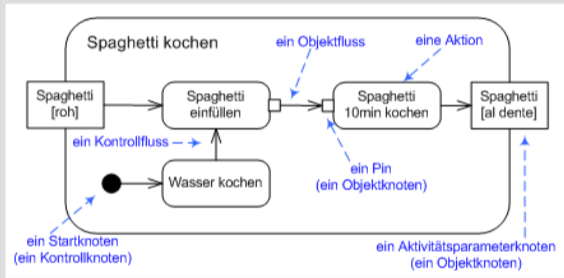 Spaghetti kochen
ein Objektfluss
eine Aktion
Spaghetti
[roh]
Spaghetti
einfüllen
Spaghetti
10min kochen
Spaghetti
[al dente]
ein Kontrollfluss
ein Pin
(ein Objektknoten)
Wasser kochen
ein Startknoten
(ein Kontrollknoten)
ein Aktivitätsparameterknoten
(ein Objektknoten)